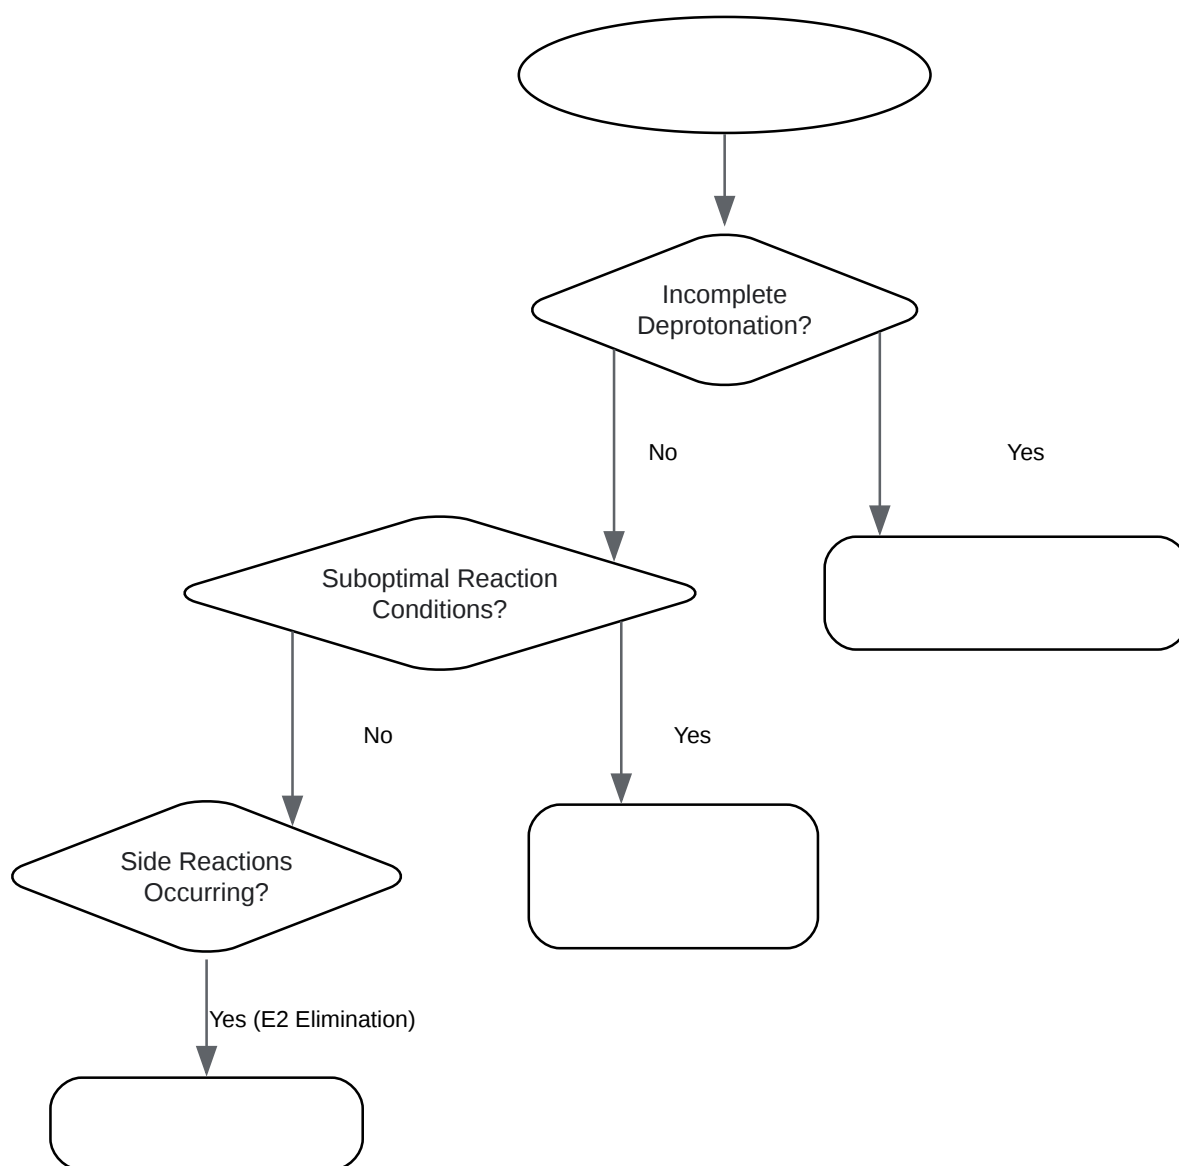 Incomplete
Deprotonation?
No
Yes
Suboptimal Reaction
Conditions?
No
Yes
Side Reactions
Occurring?
Yes (E2 Elimination)